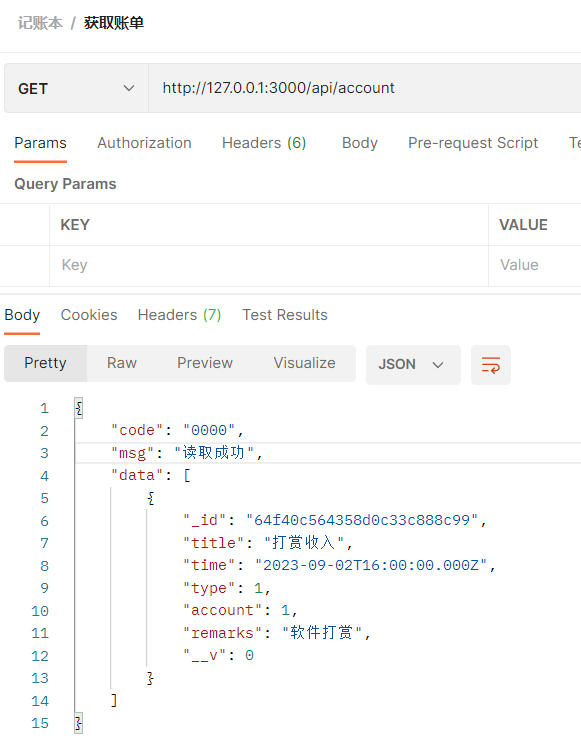 记账本 / 获取账单
GET http://127.0.0.1:3000/api/account
Params Authorization Headers (6) Body Pre-request Script Te
Query Params
KEY VALUE
Key Value
Body Cookies Headers (7) Test Results
Pretty Raw Preview Visualize JSON
1 {
2 "code": "0000",
3 "msg": "读取成功",
4 "data": [
5 {
6 "_id": "64f40c564358d0c33c888c99",
7 "title": "打赏收入",
8 "time": "2023-09-02T16:00:00.000Z",
9 "type": 1,
10 "account": 1,
11 "remarks": "软件打赏",
12 "__v": 0
13 }
14 ]
15 }